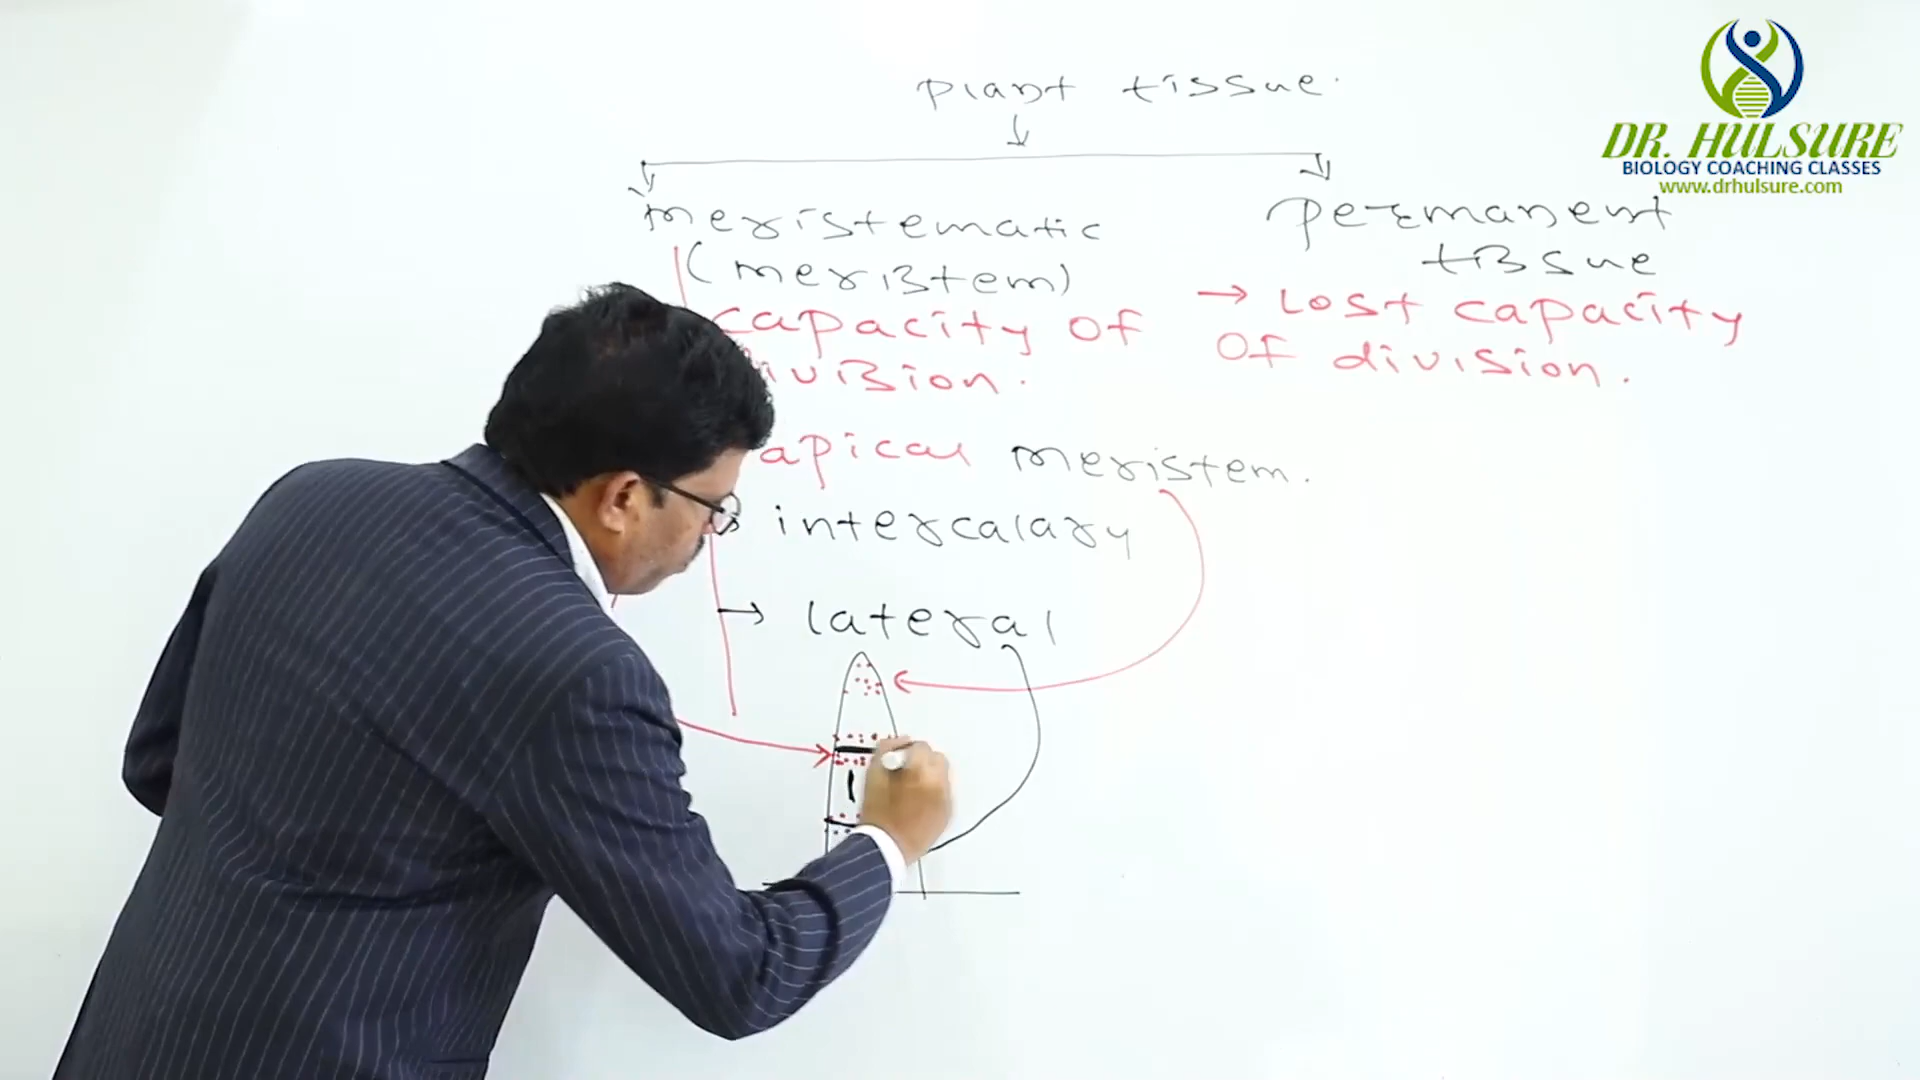 plant tissue.
DR. HULSURE
BIOLOGY COACHING CLASSES
www.drhulsure.com
meristematic
(meristem)
capacity of
division.
permanent
tissue
→ Lost capacity
of division.
apical meristem.
intercalary
→ lateral